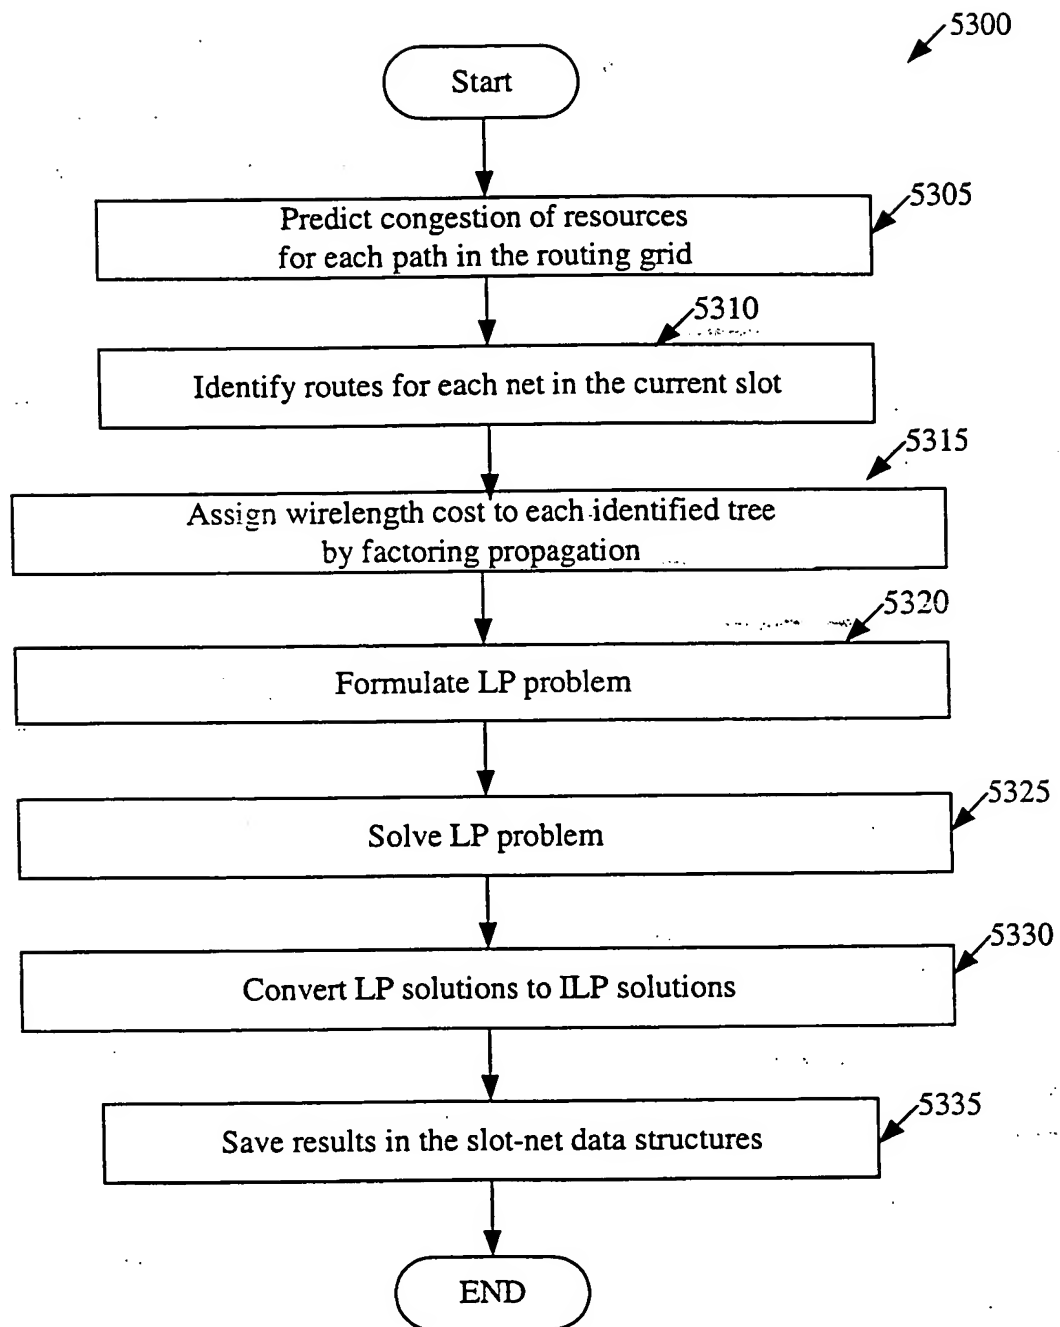 5300
Start
5305
Predict congestion of resources
for each path in the routing grid
5310
Identify routes for each net in the current slot
5315
Assign wirelength cost to each identified tree
by factoring propagation
5320
Formulate LP problem
5325
Solve LP problem
5330
Convert LP solutions to ILP solutions
5335
Save results in the slot-net data structures
END